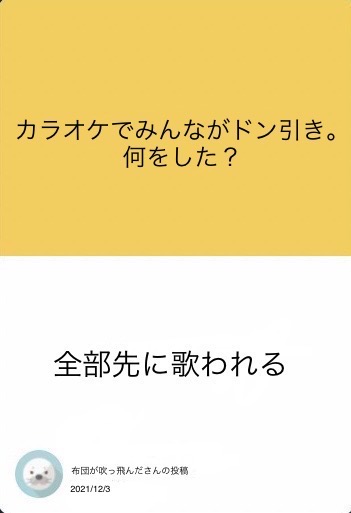 カラオケでみんながドン引き。
何をした？
全部先に歌われる
布団が吹っ飛んださんの投稿
2021/12/3